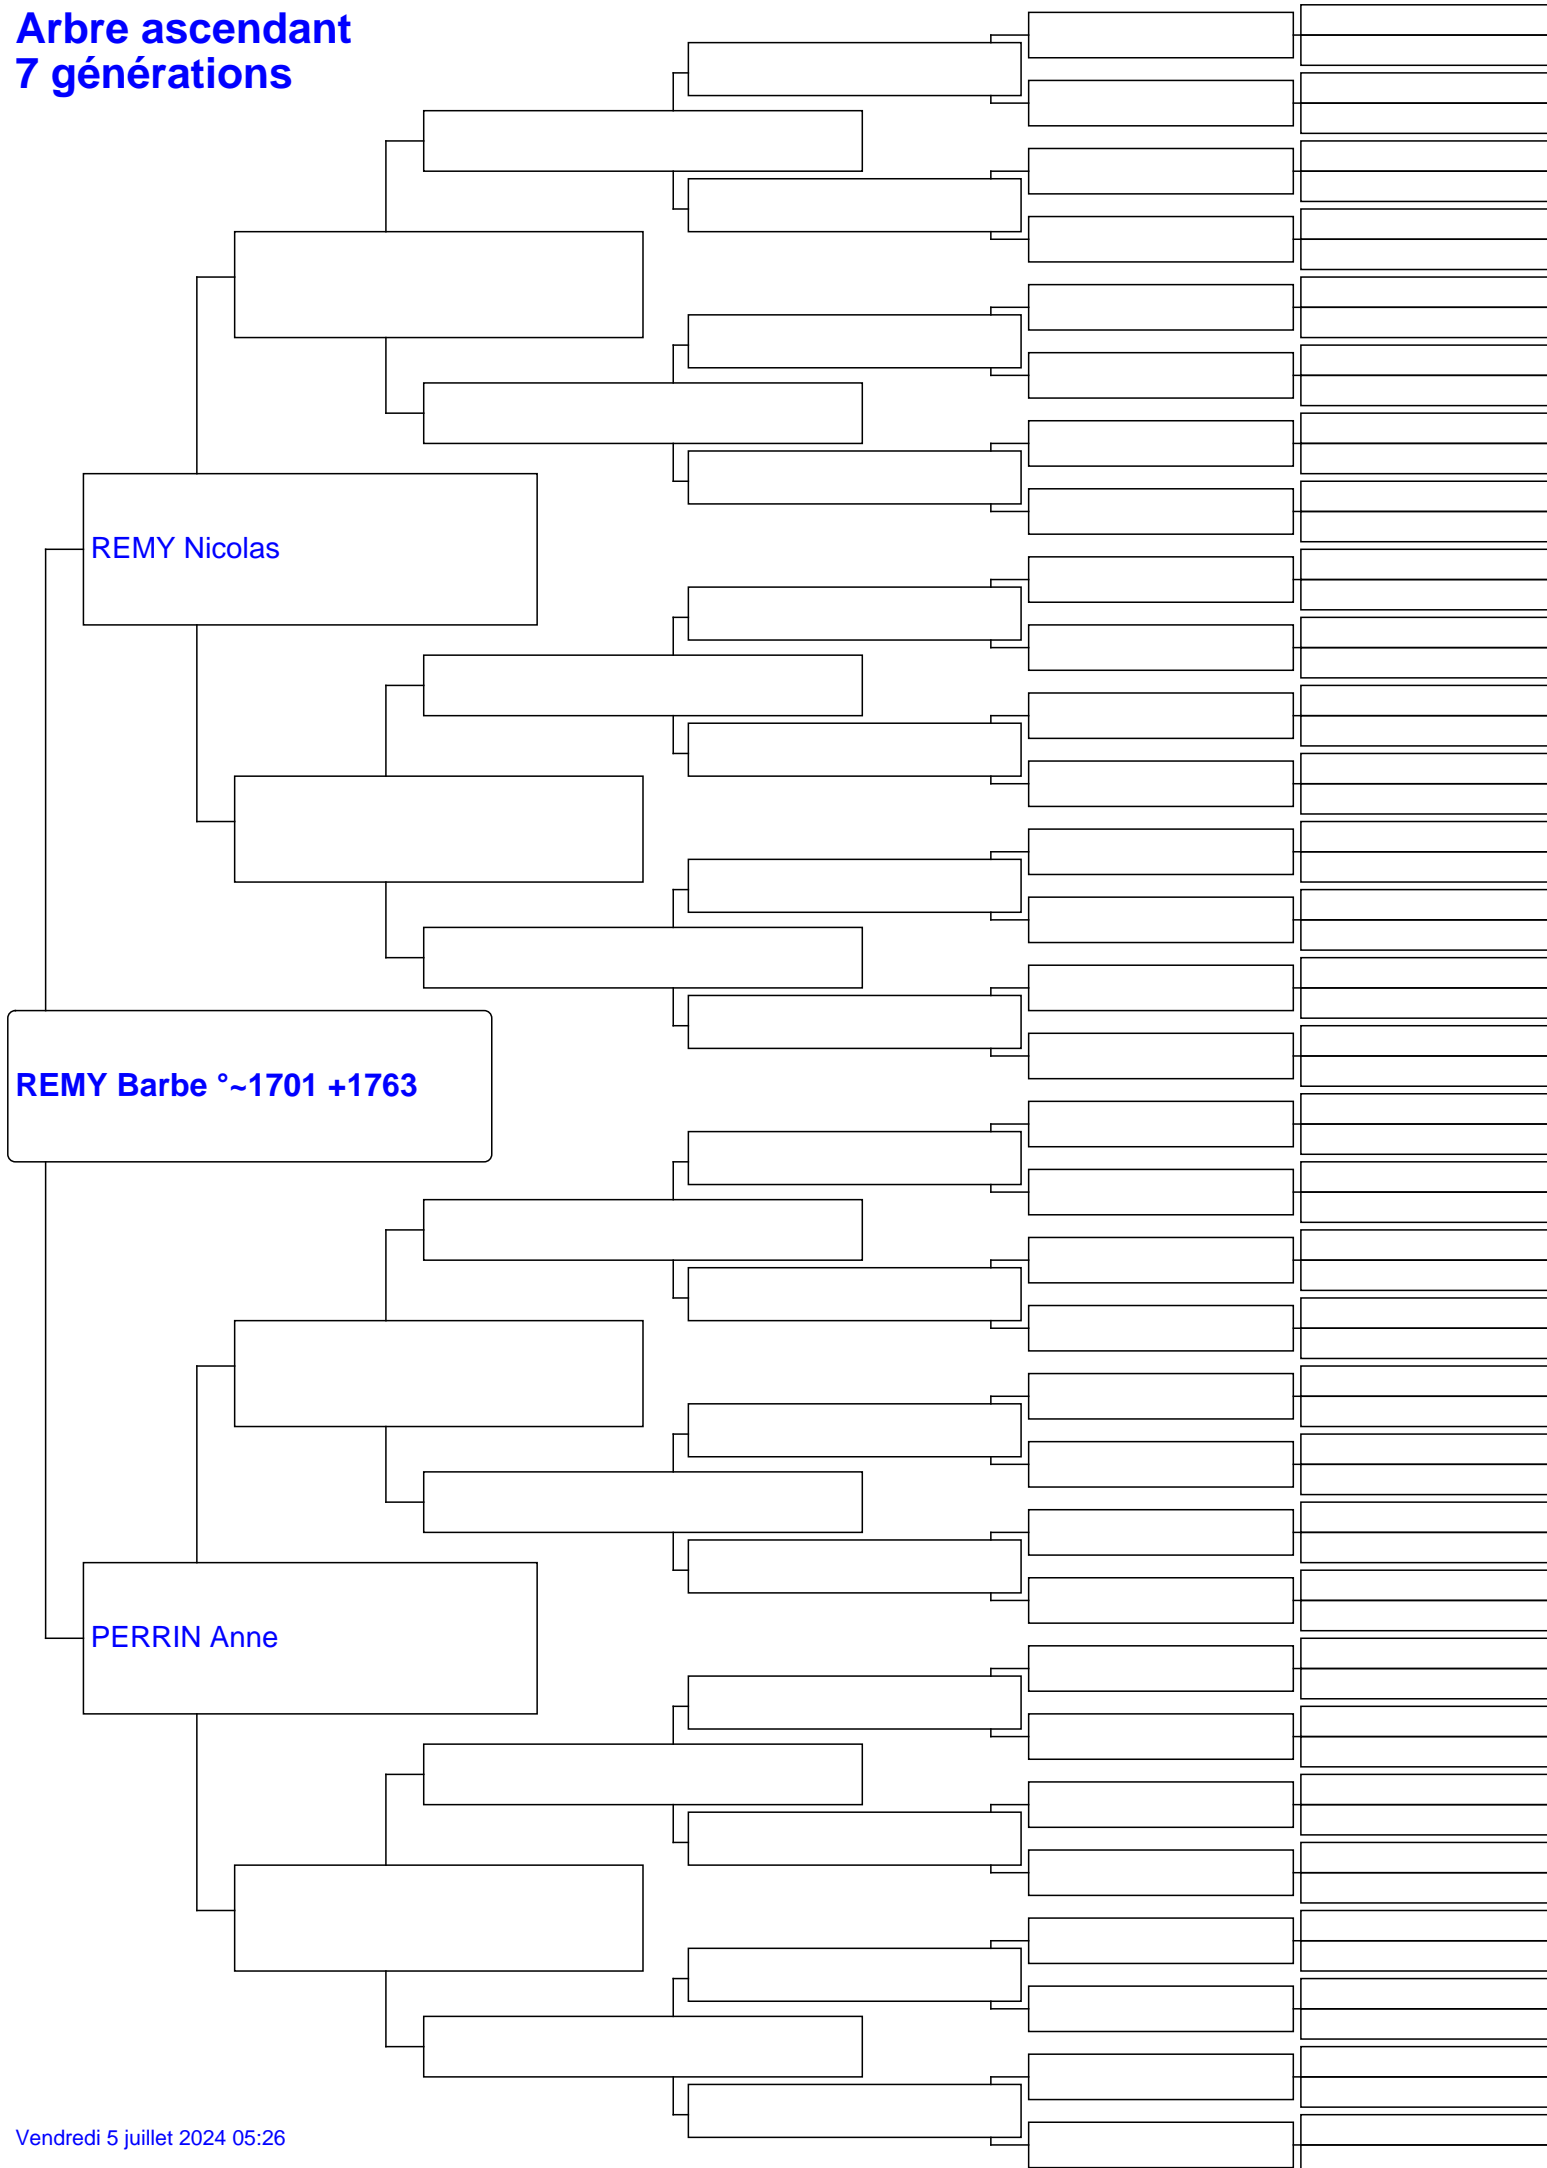 Arbre ascendant
7 générations
REMY Nicolas
REMY Barbe °~1701 +1763
PERRIN Anne
Vendredi 5 juillet 2024 05:26